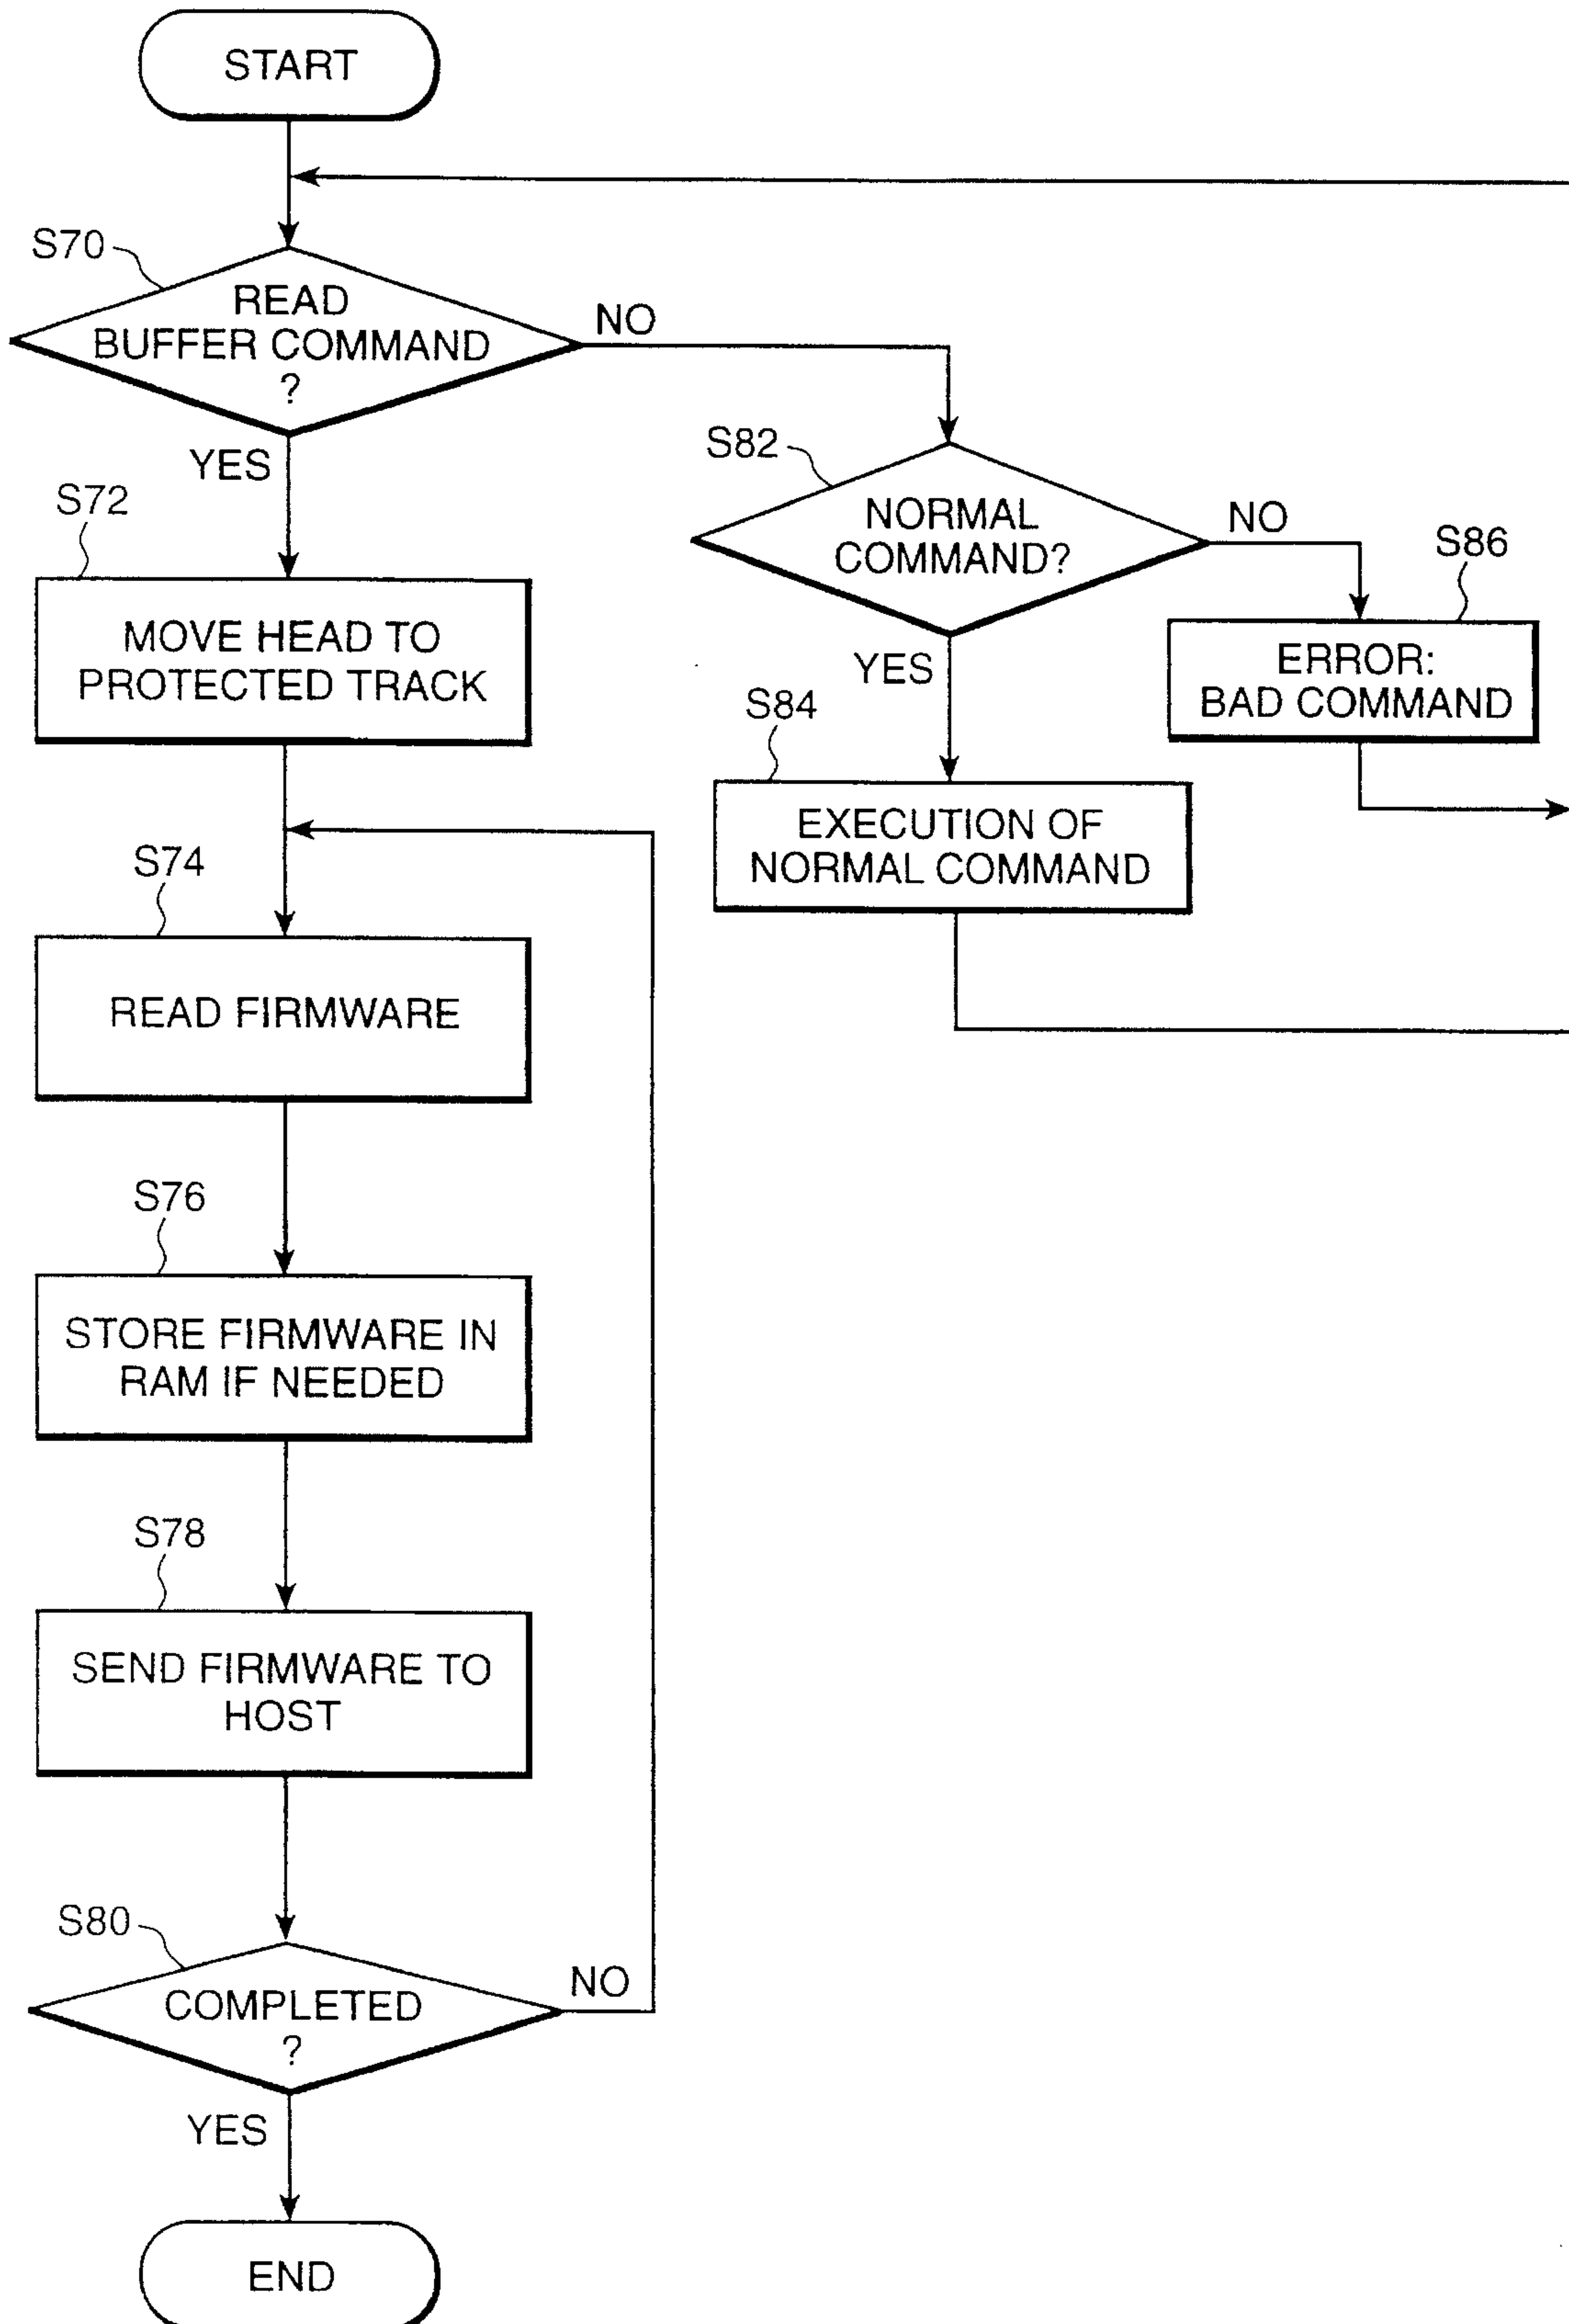 START
S70
READ
BUFFER COMMAND
?
NO
YES
S82
NORMAL
COMMAND?
NO
YES
S86
ERROR:
BAD COMMAND
S84
EXECUTION OF
NORMAL COMMAND
S72
MOVE HEAD TO
PROTECTED TRACK
S74
READ FIRMWARE
S76
STORE FIRMWARE IN
RAM IF NEEDED
S78
SEND FIRMWARE TO
HOST
S80
COMPLETED
?
NO
YES
END